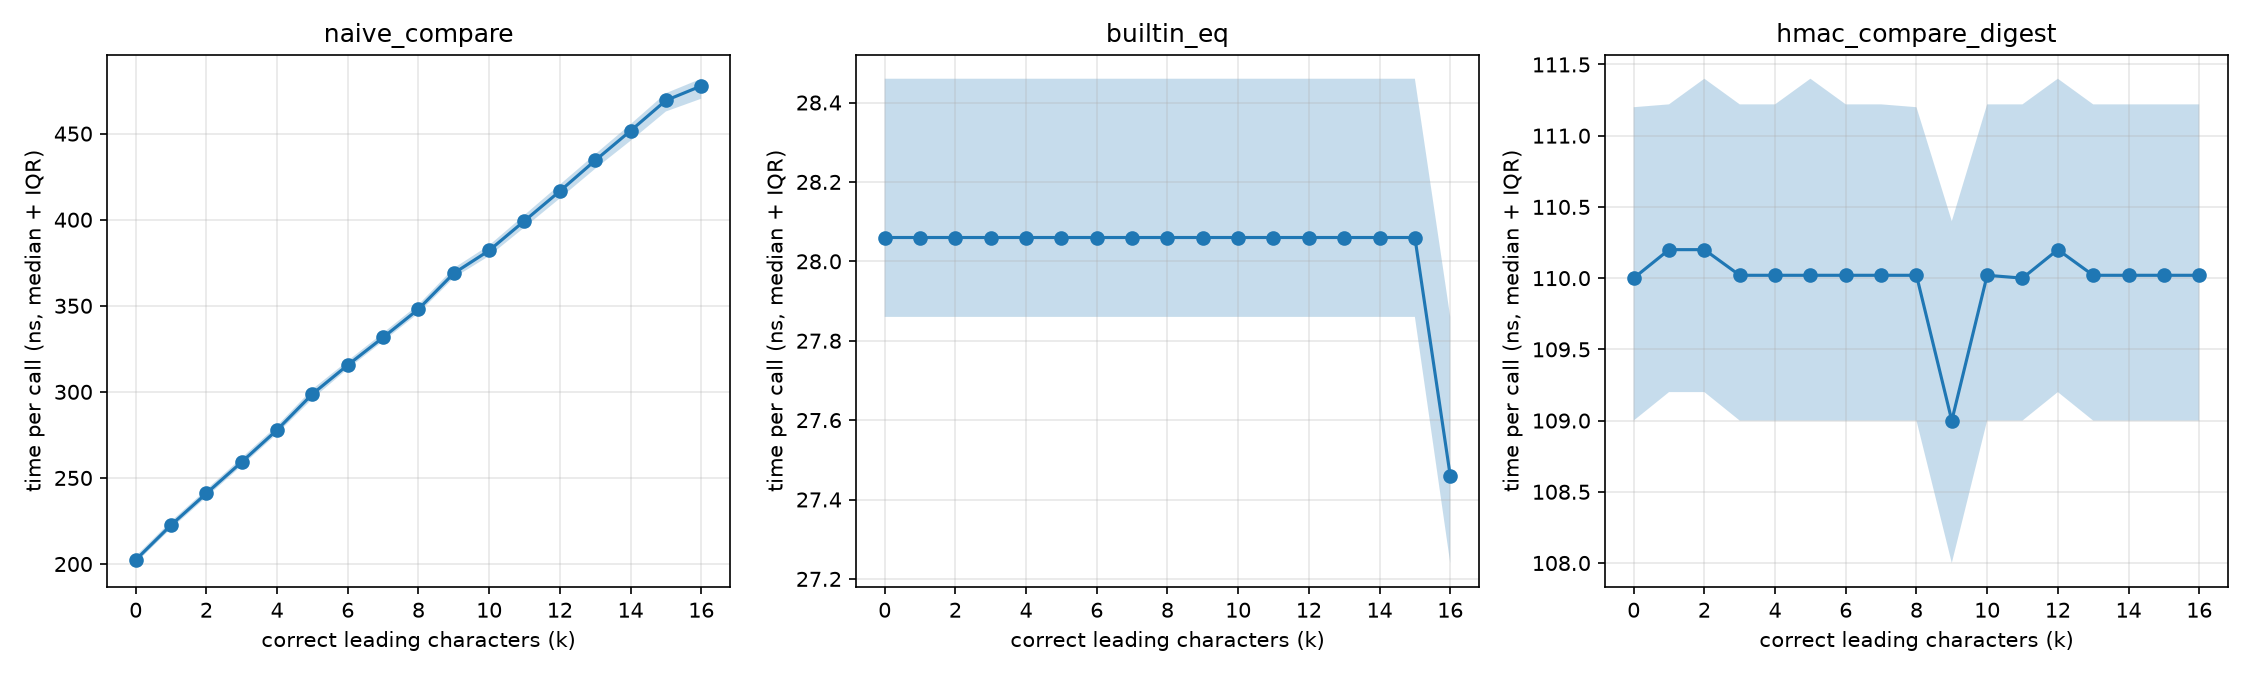 naive_compare
time per call (ns, median + IQR)
450
400
350
300
250
200
0 2 4 6 8 10 12 14 16
correct leading characters (k)
builtin_eq
time per call (ns, median + IQR)
28.4
28.2
28.0
27.8
27.6
27.4
27.2
0 2 4 6 8 10 12 14 16
correct leading characters (k)
hmac_compare_digest
time per call (ns, median + IQR)
111.5
111.0
110.5
110.0
109.5
109.0
108.5
108.0
0 2 4 6 8 10 12 14 16
correct leading characters (k)